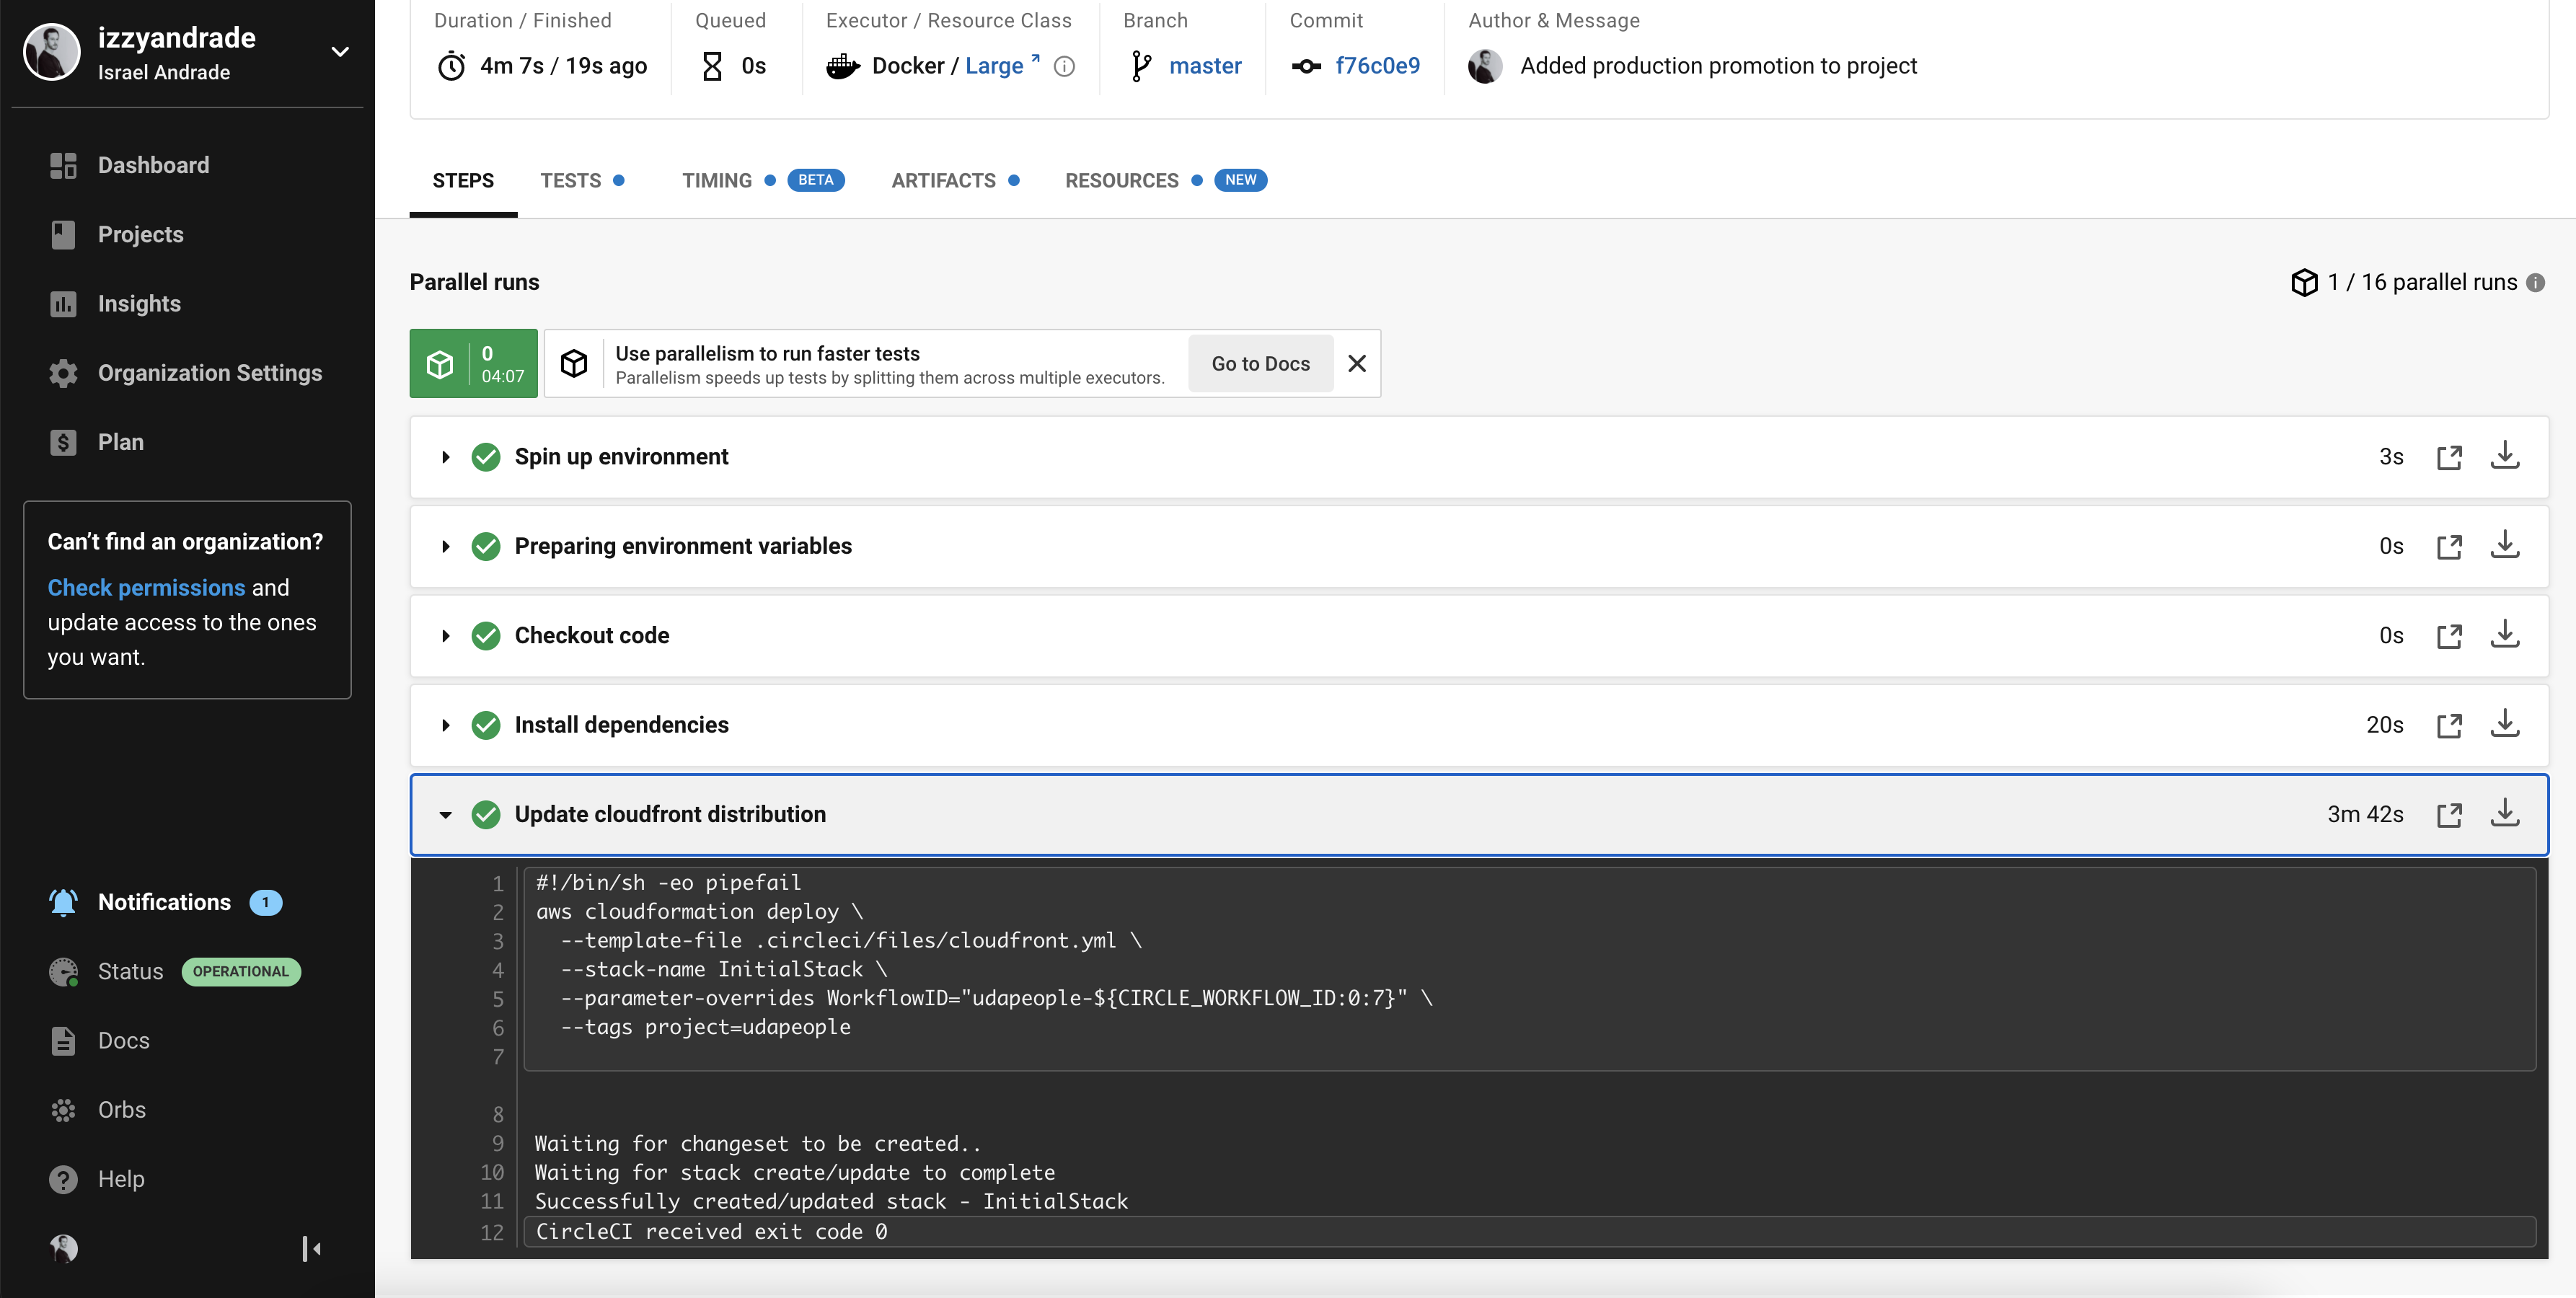 izzyandrade
Israel Andrade
Dashboard
Projects
Insights
Organization Settings
Plan
Can’t find an organization?
Check permissions and
update access to the ones
you want.
Notifications 1
Status OPERATIONAL
Docs
Orbs
Help
Duration / Finished
4m 7s / 19s ago
Queued
0s
Executor / Resource Class
Docker / Large
Branch
master
Commit
f76c0e9
Author & Message
Added production promotion to project
STEPS TESTS TIMING BETA ARTIFACTS RESOURCES NEW
Parallel runs
1 / 16 parallel runs
0
04:07
Use parallelism to run faster tests
Parallelism speeds up tests by splitting them across multiple executors.
Go to Docs
Spin up environment 3s
Preparing environment variables 0s
Checkout code 0s
Install dependencies 20s
Update cloudfront distribution 3m 42s
1 #!/bin/sh -eo pipefail
2 aws cloudformation deploy \
3 --template-file .circleci/files/cloudfront.yml \
4 --stack-name InitialStack \
5 --parameter-overrides WorkflowID="udapeople-${CIRCLE_WORKFLOW_ID:0:7}" \
6 --tags project=udapeople
7
8
9 Waiting for changeset to be created..
10 Waiting for stack create/update to complete
11 Successfully created/updated stack - InitialStack
12 CircleCI received exit code 0